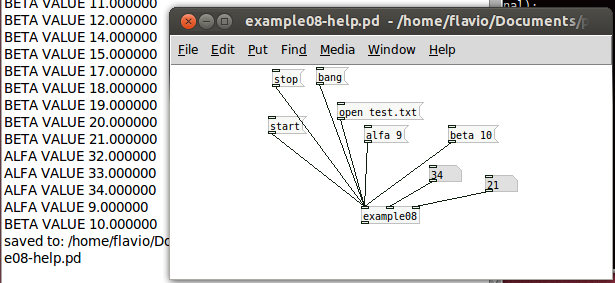 BETA VALUE 11.000000
BETA VALUE 12.000000
BETA VALUE 14.000000
BETA VALUE 15.000000
BETA VALUE 17.000000
BETA VALUE 18.000000
BETA VALUE 19.000000
BETA VALUE 20.000000
BETA VALUE 21.000000
ALFA VALUE 32.000000
ALFA VALUE 33.000000
ALFA VALUE 34.000000
ALFA VALUE 9.000000
BETA VALUE 10.000000
saved to: /home/flavio/Do
e08-help.pd
example08-help.pd - /home/flavio/Documents/p
File Edit Put Find Media Window Help
stop bang
open test.txt
start
alfa 9 beta 10
34
21
example08
nal);